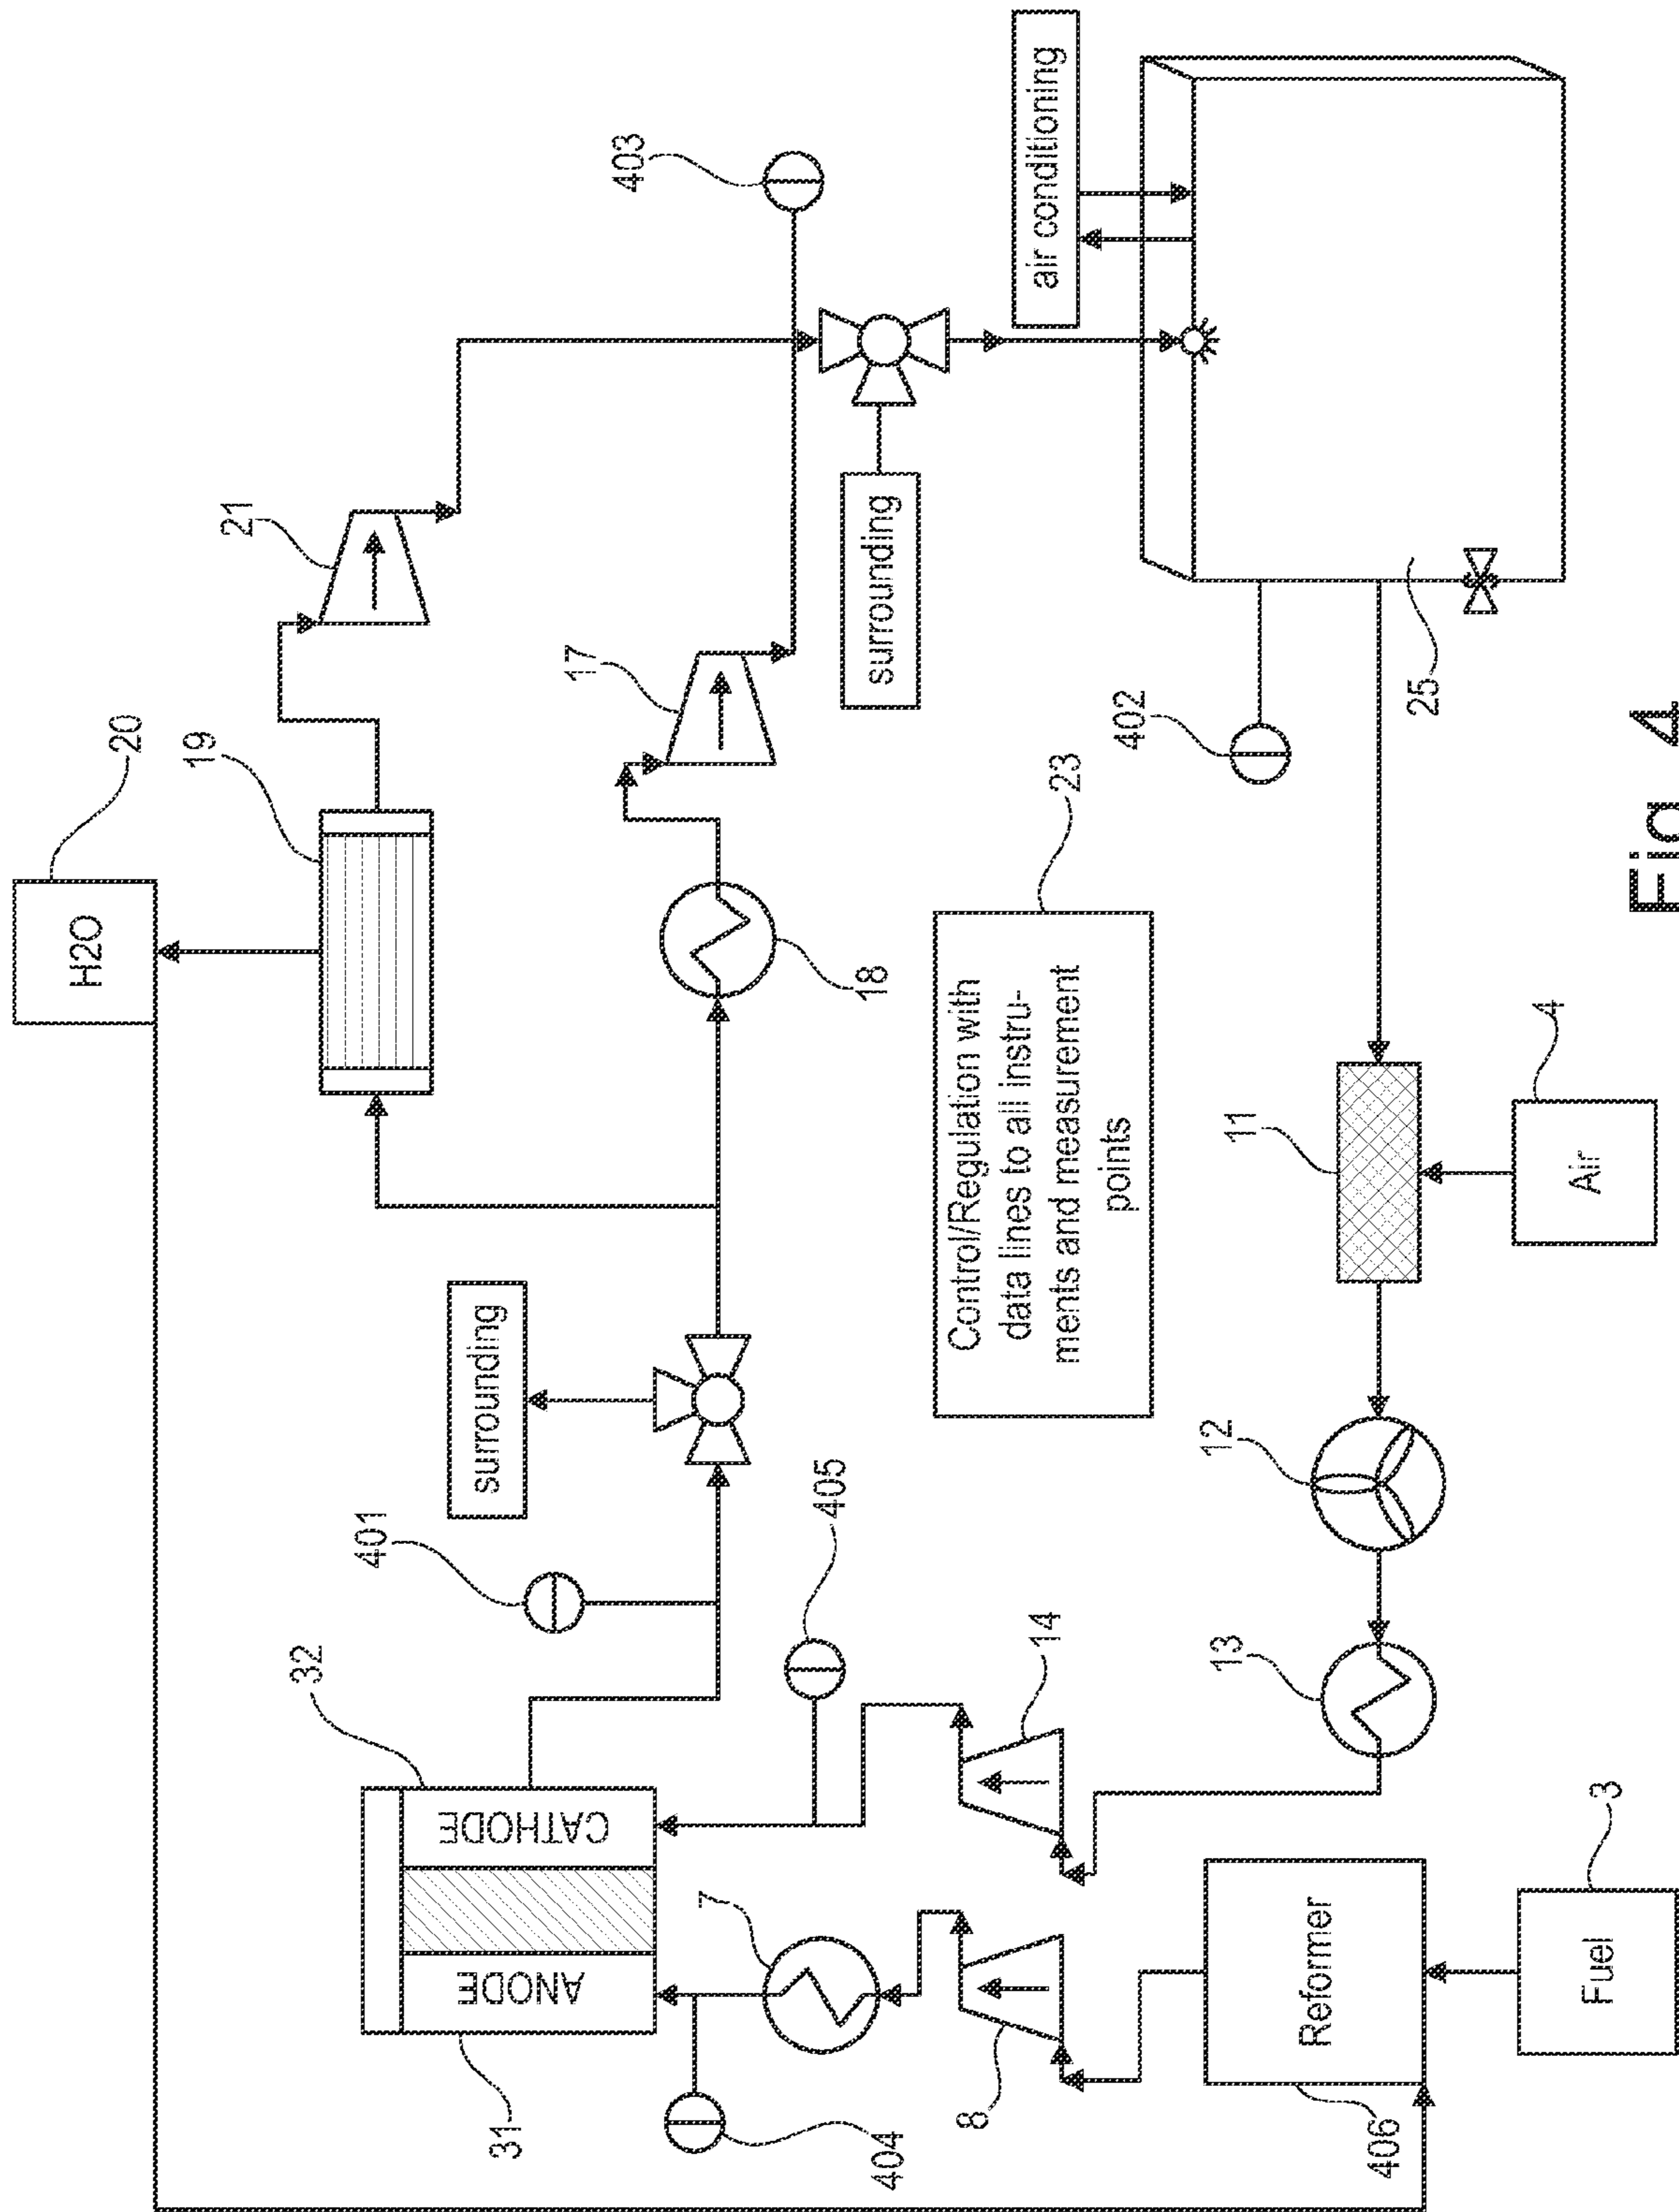 H2O
20
19
21
32
401
surrounding
31
ANODE
CATHODE
17
403
7
405
18
surrounding
404
8
14
air conditioning
23
Control/Regulation with
data lines to all instru-
ments and measurement
points
402
13
12
11
Reformer
406
25
4
Air
3
Fuel
Fig. 4